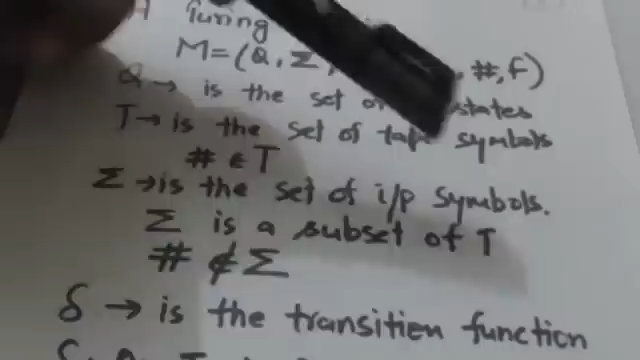 A Turing
M=(Q, Σ, , #, F)
Q → is the set of states
T → is the set of tape symbols
# ∈ T
Σ → is the set of i/p symbols.
Σ is a subset of T
# ∉ Σ
δ → is the transition function